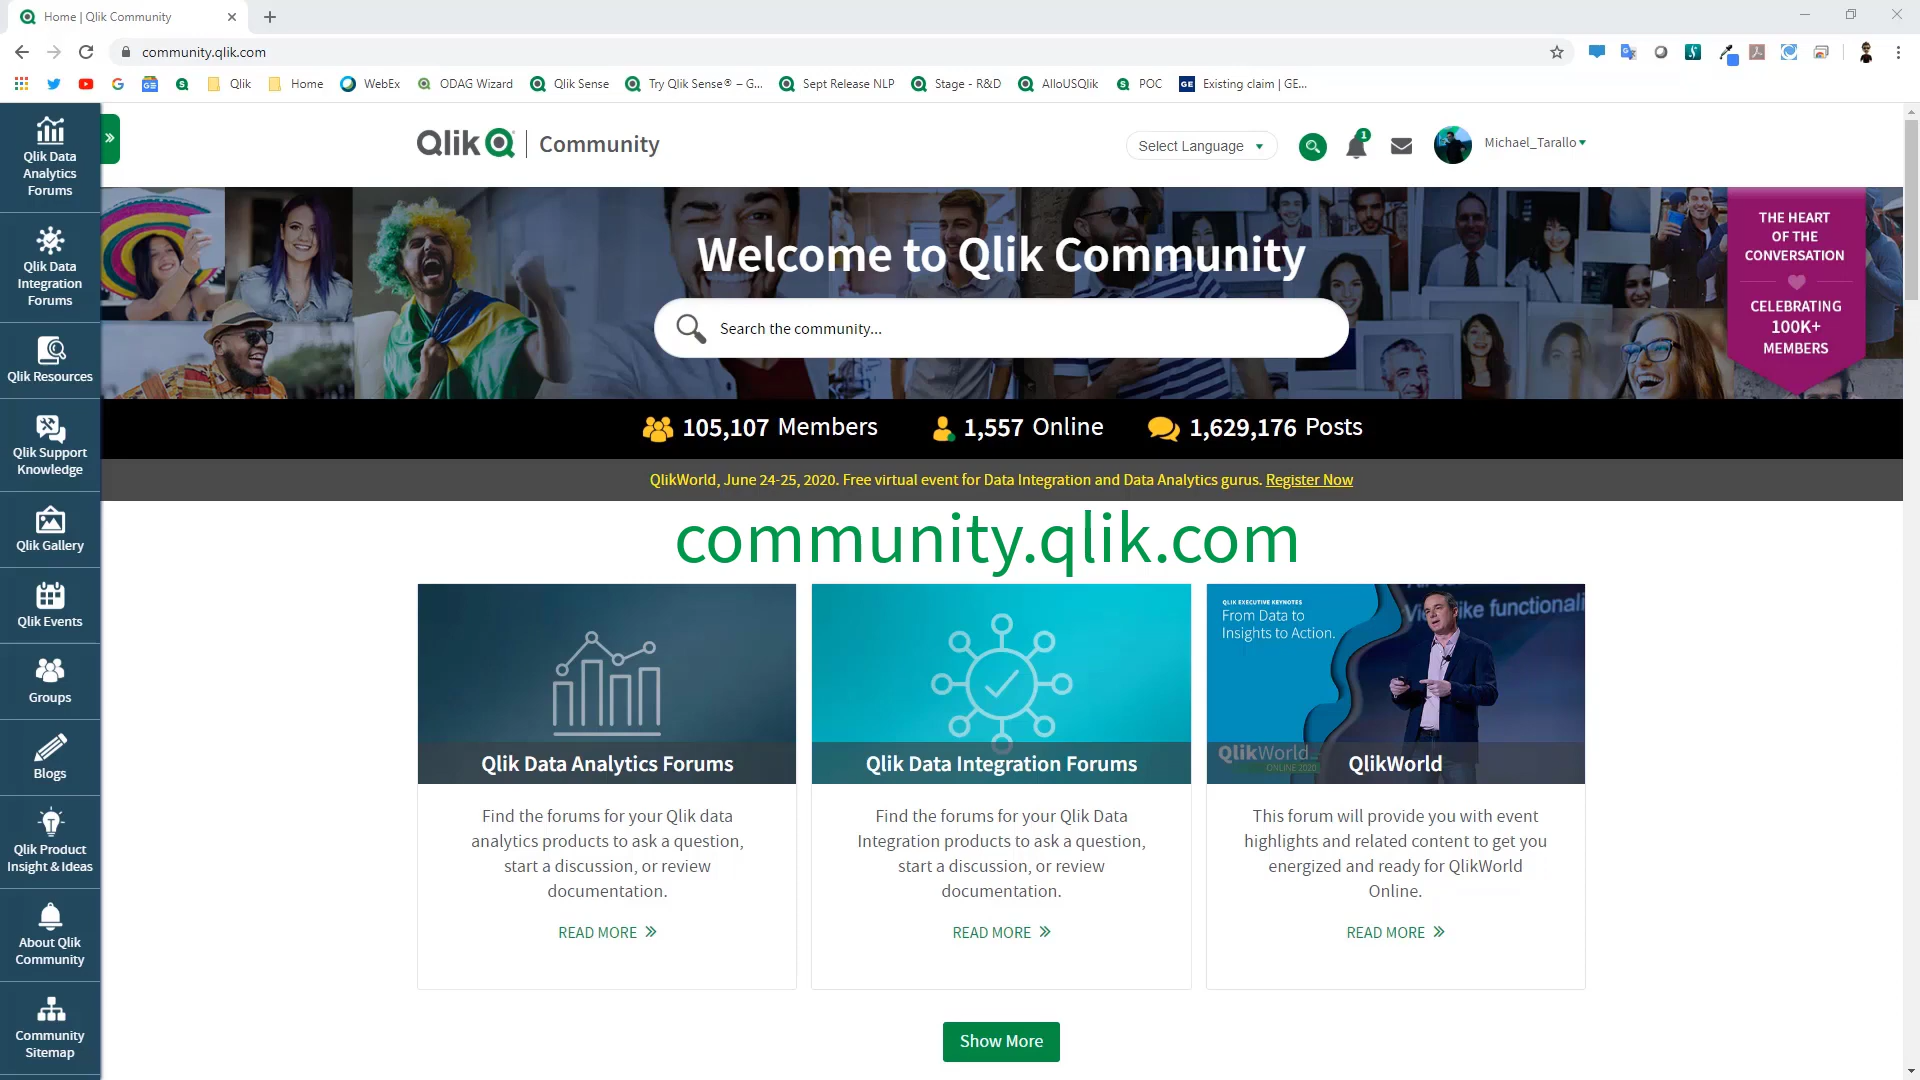 Home | Qlik Community
community.qlik.com
Qlik
Home
WebEx
ODAG Wizard
Qlik Sense
Try Qlik Sense® – G...
Sept Release NLP
Stage - R&D
AlloUSQlik
POC
GE
Existing claim | GE...
Qlik Data
Analytics
Forums
Qlik Data
Integration
Forums
Qlik Resources
Qlik Support
Knowledge
Qlik Gallery
Qlik Events
Groups
Blogs
Qlik Product
Insight & Ideas
About Qlik
Community
Community
Sitemap
Qlik | Community
Select Language
1
Michael_Tarallo
Welcome to Qlik Community
Search the community...
THE HEART
OF THE
CONVERSATION
CELEBRATING
100K+
MEMBERS
105,107 Members
1,557 Online
1,629,176 Posts
QlikWorld, June 24-25, 2020. Free virtual event for Data Integration and Data Analytics gurus. Register Now
community.qlik.com
Qlik Data Analytics Forums
Find the forums for your Qlik data
analytics products to ask a question,
start a discussion, or review
documentation.
READ MORE
Qlik Data Integration Forums
Find the forums for your Qlik Data
Integration products to ask a question,
start a discussion, or review
documentation.
READ MORE
QLIK EXECUTIVE KEYNOTES
From Data to
Insights to Action.
like functionali
QlikWorld
ONLINE 2020
QlikWorld
This forum will provide you with event
highlights and related content to get you
energized and ready for QlikWorld
Online.
READ MORE
Show More